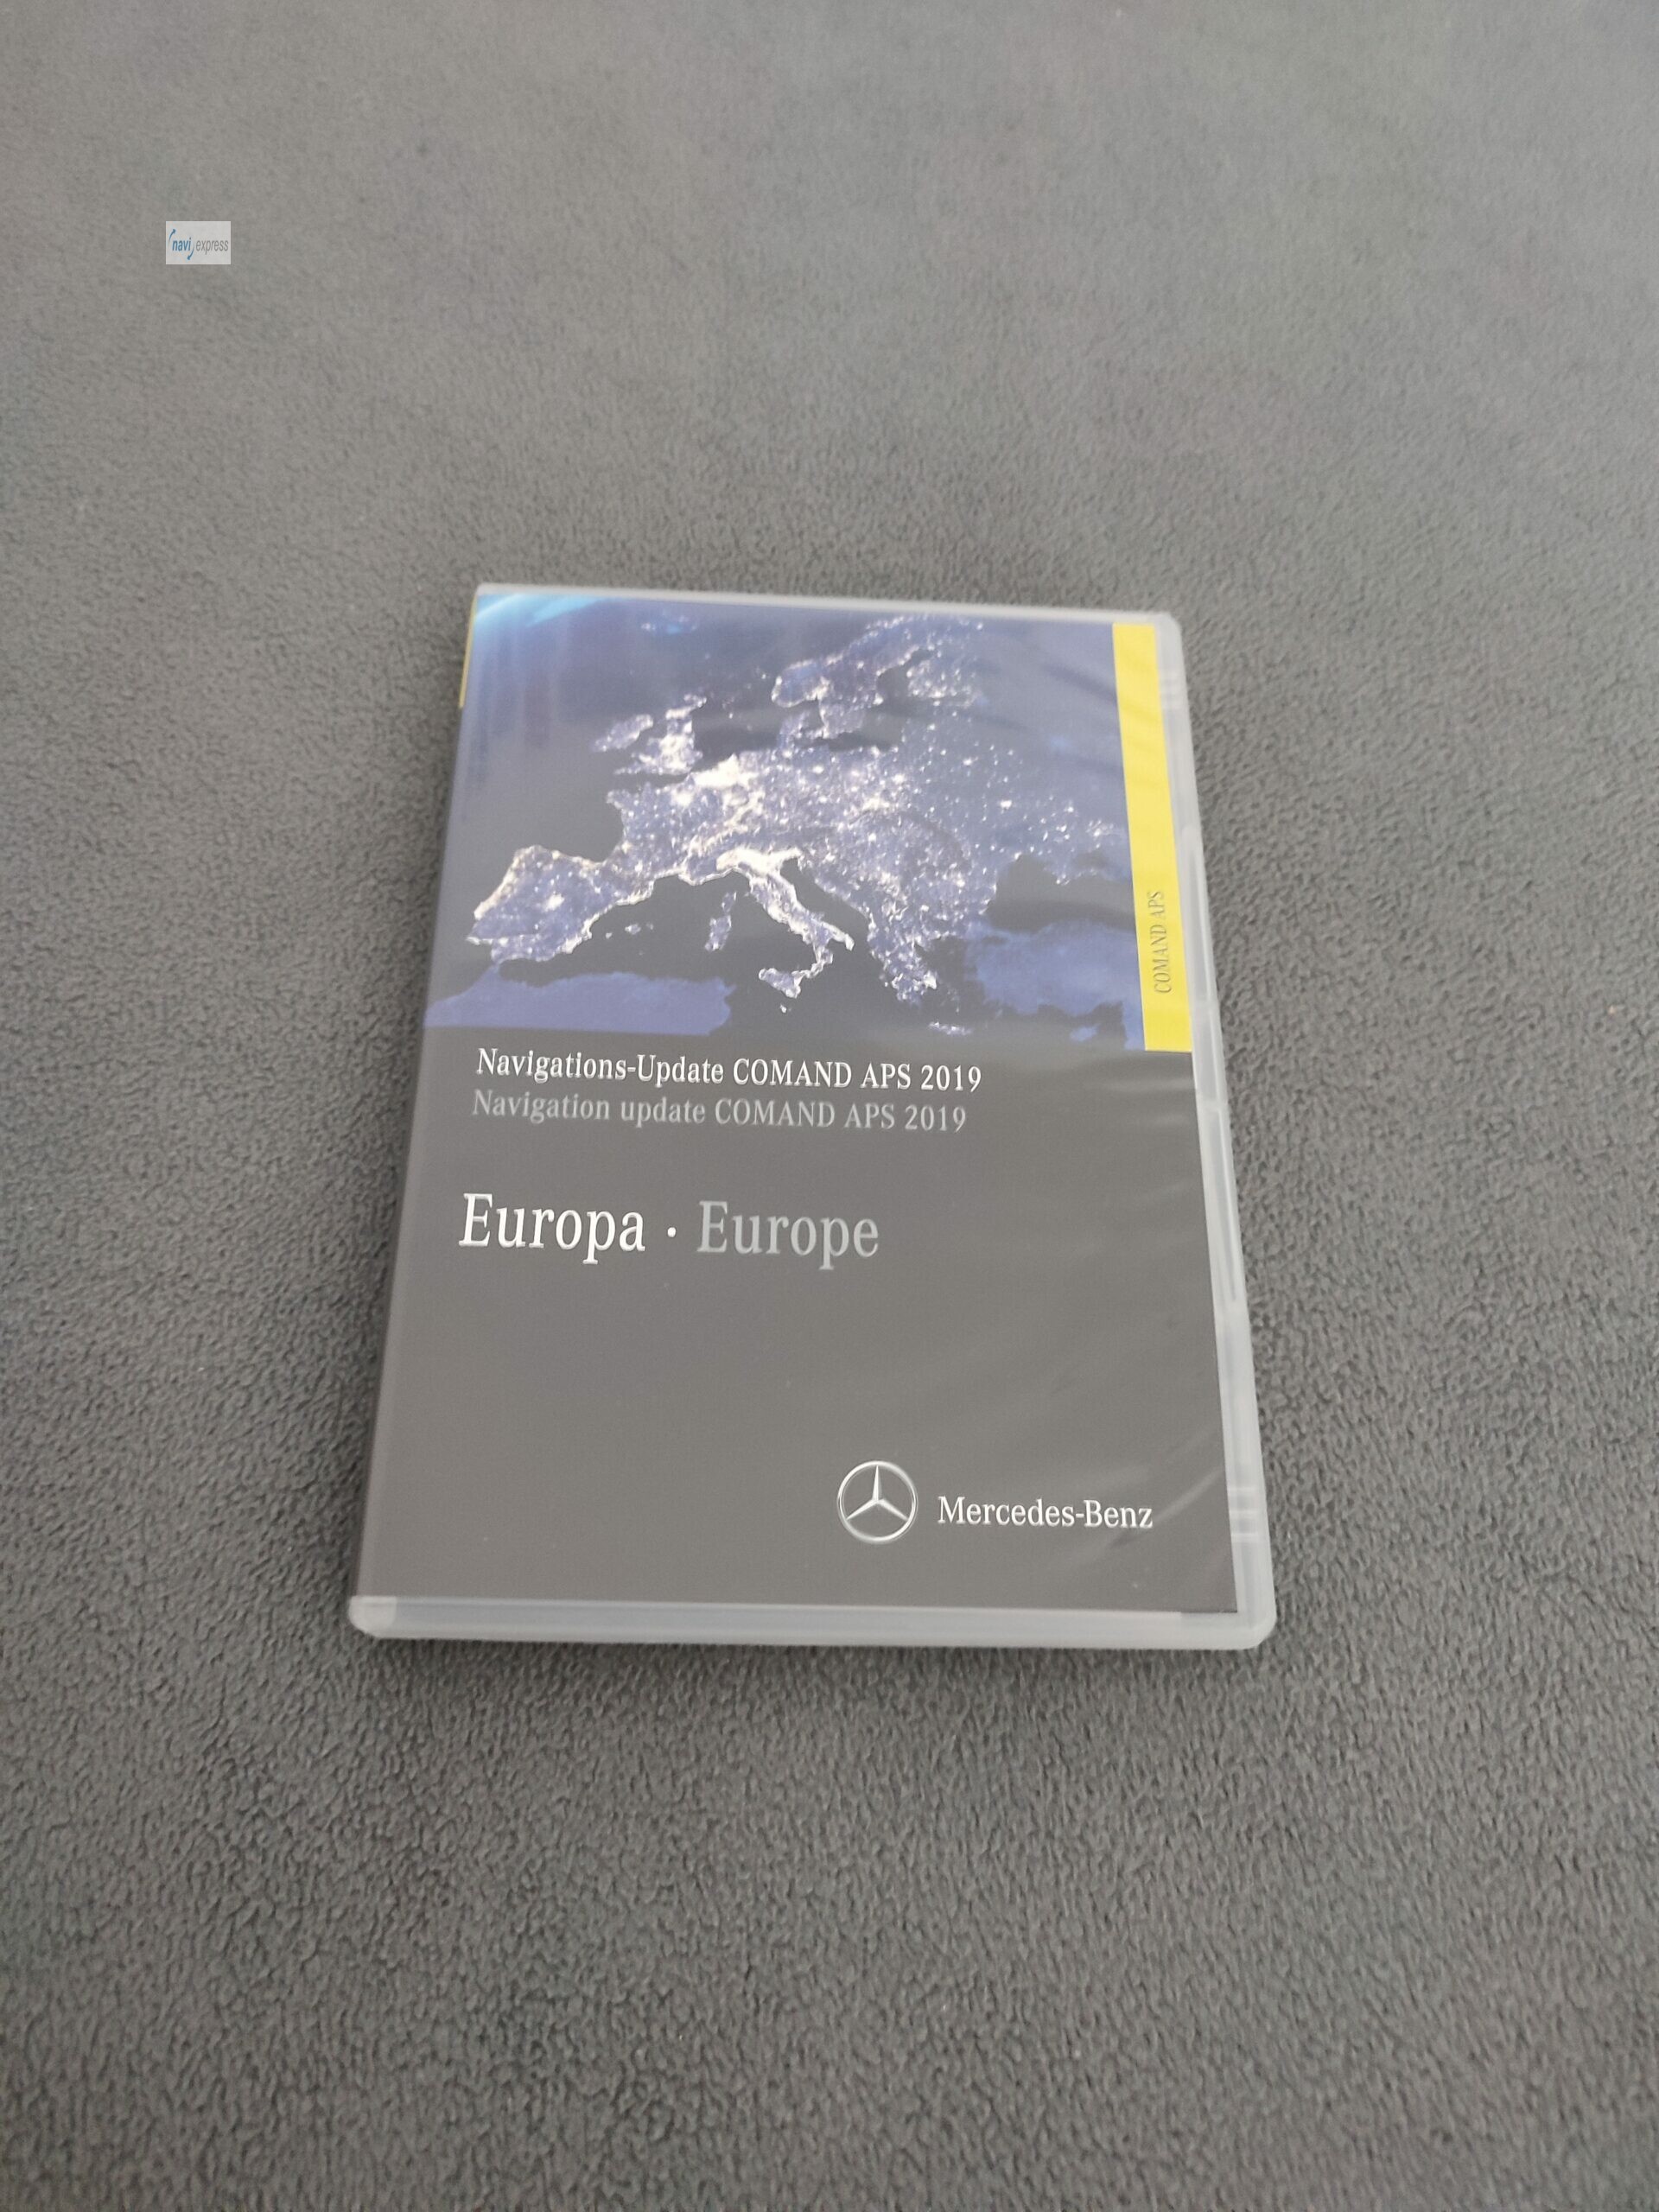 navi express
COMAND APS
Navigations-Update COMAND APS 2019
Navigation update COMAND APS 2019
Europa · Europe
Mercedes-Benz